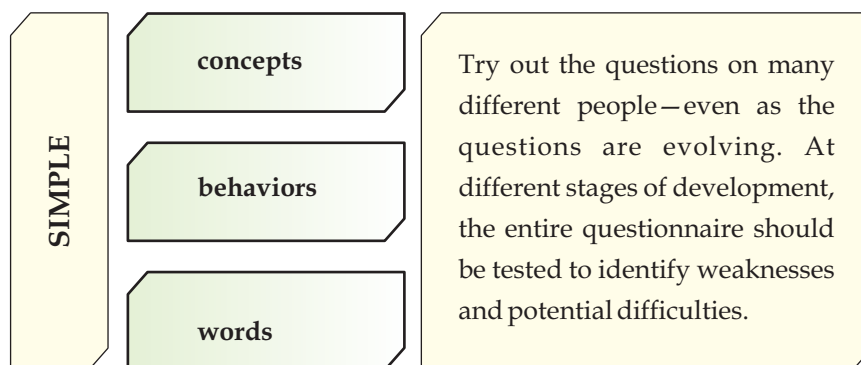 SIMPLE
concepts
behaviors
words
Try out the questions on many
different people—even as the
questions are evolving. At
different stages of development,
the entire questionnaire should
be tested to identify weaknesses
and potential difficulties.